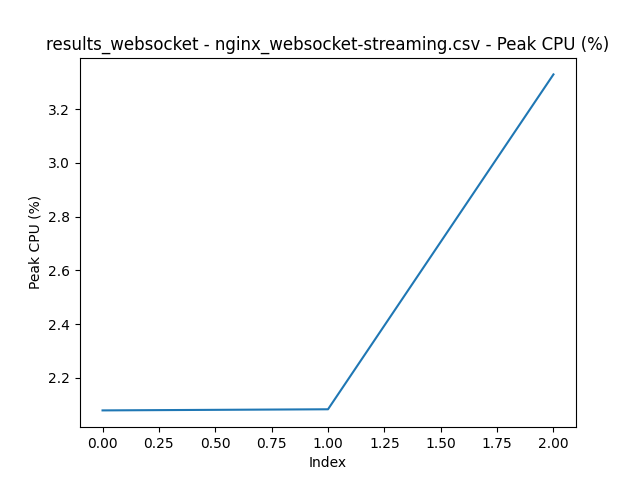 results_websocket - nginx_websocket-streaming.csv - Peak CPU (%)
3.2
3.0
2.8
2.6
2.4
2.2
Peak CPU (%)
0.00 0.25 0.50 0.75 1.00 1.25 1.50 1.75 2.00
Index